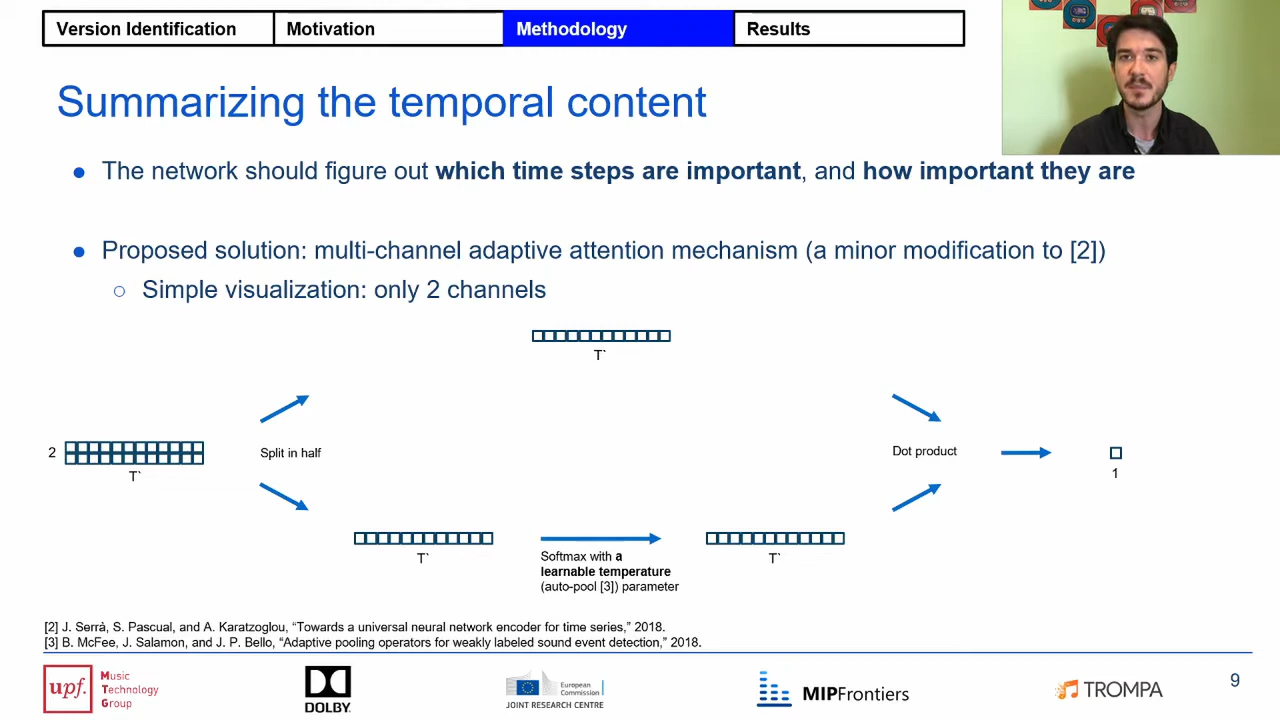 Version Identification
Motivation
Methodology
Results
Summarizing the temporal content
● The network should figure out which time steps are important, and how important they are
● Proposed solution: multi-channel adaptive attention mechanism (a minor modification to [2])
○ Simple visualization: only 2 channels
T`
2
T`
Split in half
T`
Softmax with a
learnable temperature
(auto-pool [3]) parameter
T`
Dot product
1
[2] J. Serrà, S. Pascual, and A. Karatzoglou, “Towards a universal neural network encoder for time series,” 2018.
[3] B. McFee, J. Salamon, and J. P. Bello, “Adaptive pooling operators for weakly labeled sound event detection,” 2018.
upf.
Music
Technology
Group
DOLBY.
European
Commission
JOINT RESEARCH CENTRE
MIPFrontiers
TROMPA
9